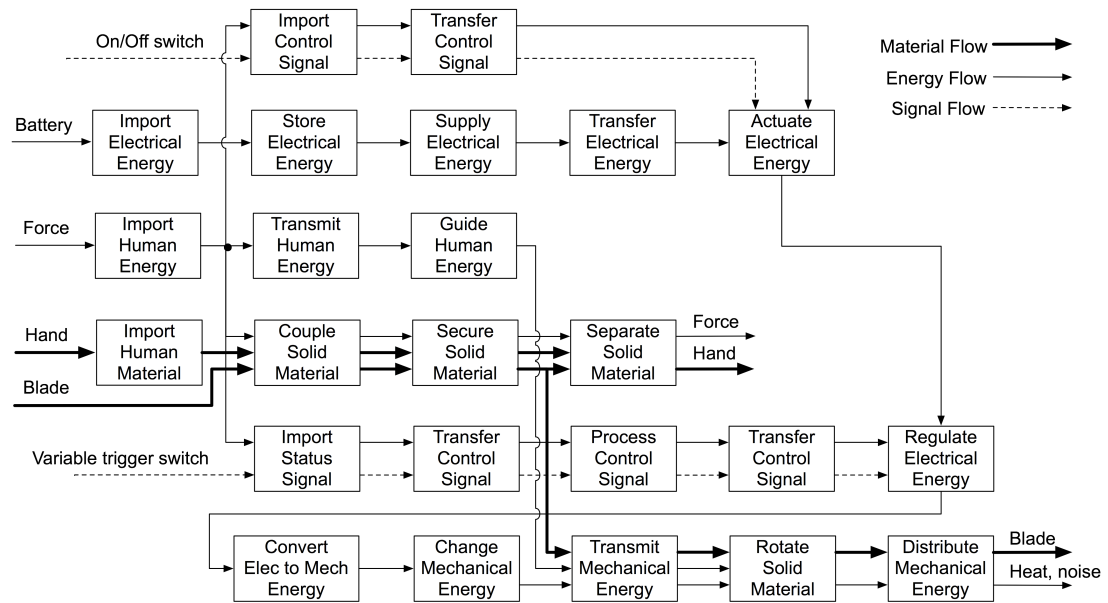 Import
Control
Signal
Transfer
Control
Signal
On/Off switch
Material Flow
Energy Flow
Signal Flow
Battery
Import
Electrical
Energy
Store
Electrical
Energy
Supply
Electrical
Energy
Transfer
Electrical
Energy
Actuate
Electrical
Energy
Force
Import
Human
Energy
Transmit
Human
Energy
Guide
Human
Energy
Hand
Blade
Import
Human
Material
Couple
Solid
Material
Secure
Solid
Material
Separate
Solid
Material
Force
Hand
Variable trigger switch
Import
Status
Signal
Transfer
Control
Signal
Process
Control
Signal
Transfer
Control
Signal
Regulate
Electrical
Energy
Convert
Elec to Mech
Energy
Change
Mechanical
Energy
Transmit
Mechanical
Energy
Rotate
Solid
Material
Distribute
Mechanical
Energy
Blade
Heat, noise